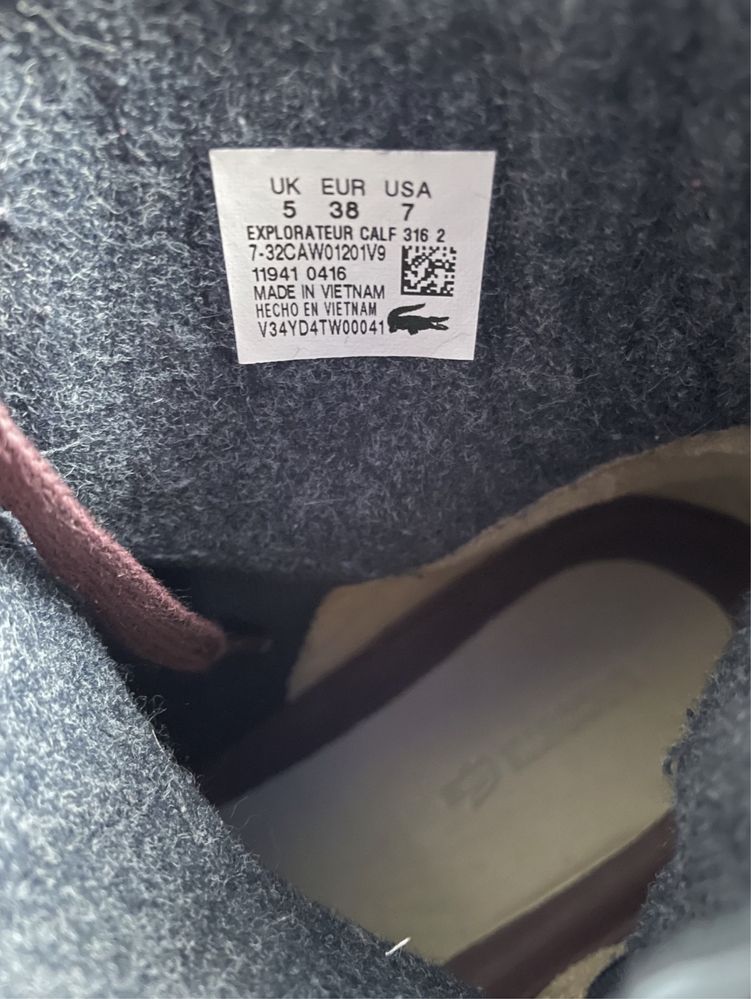 UK EUR USA
5 38 7
EXPLORATEUR CALF 316 2
7-32CAW01201V9
11941 0416
MADE IN VIETNAM
HECHO EN VIETNAM
V34YD4TW00041